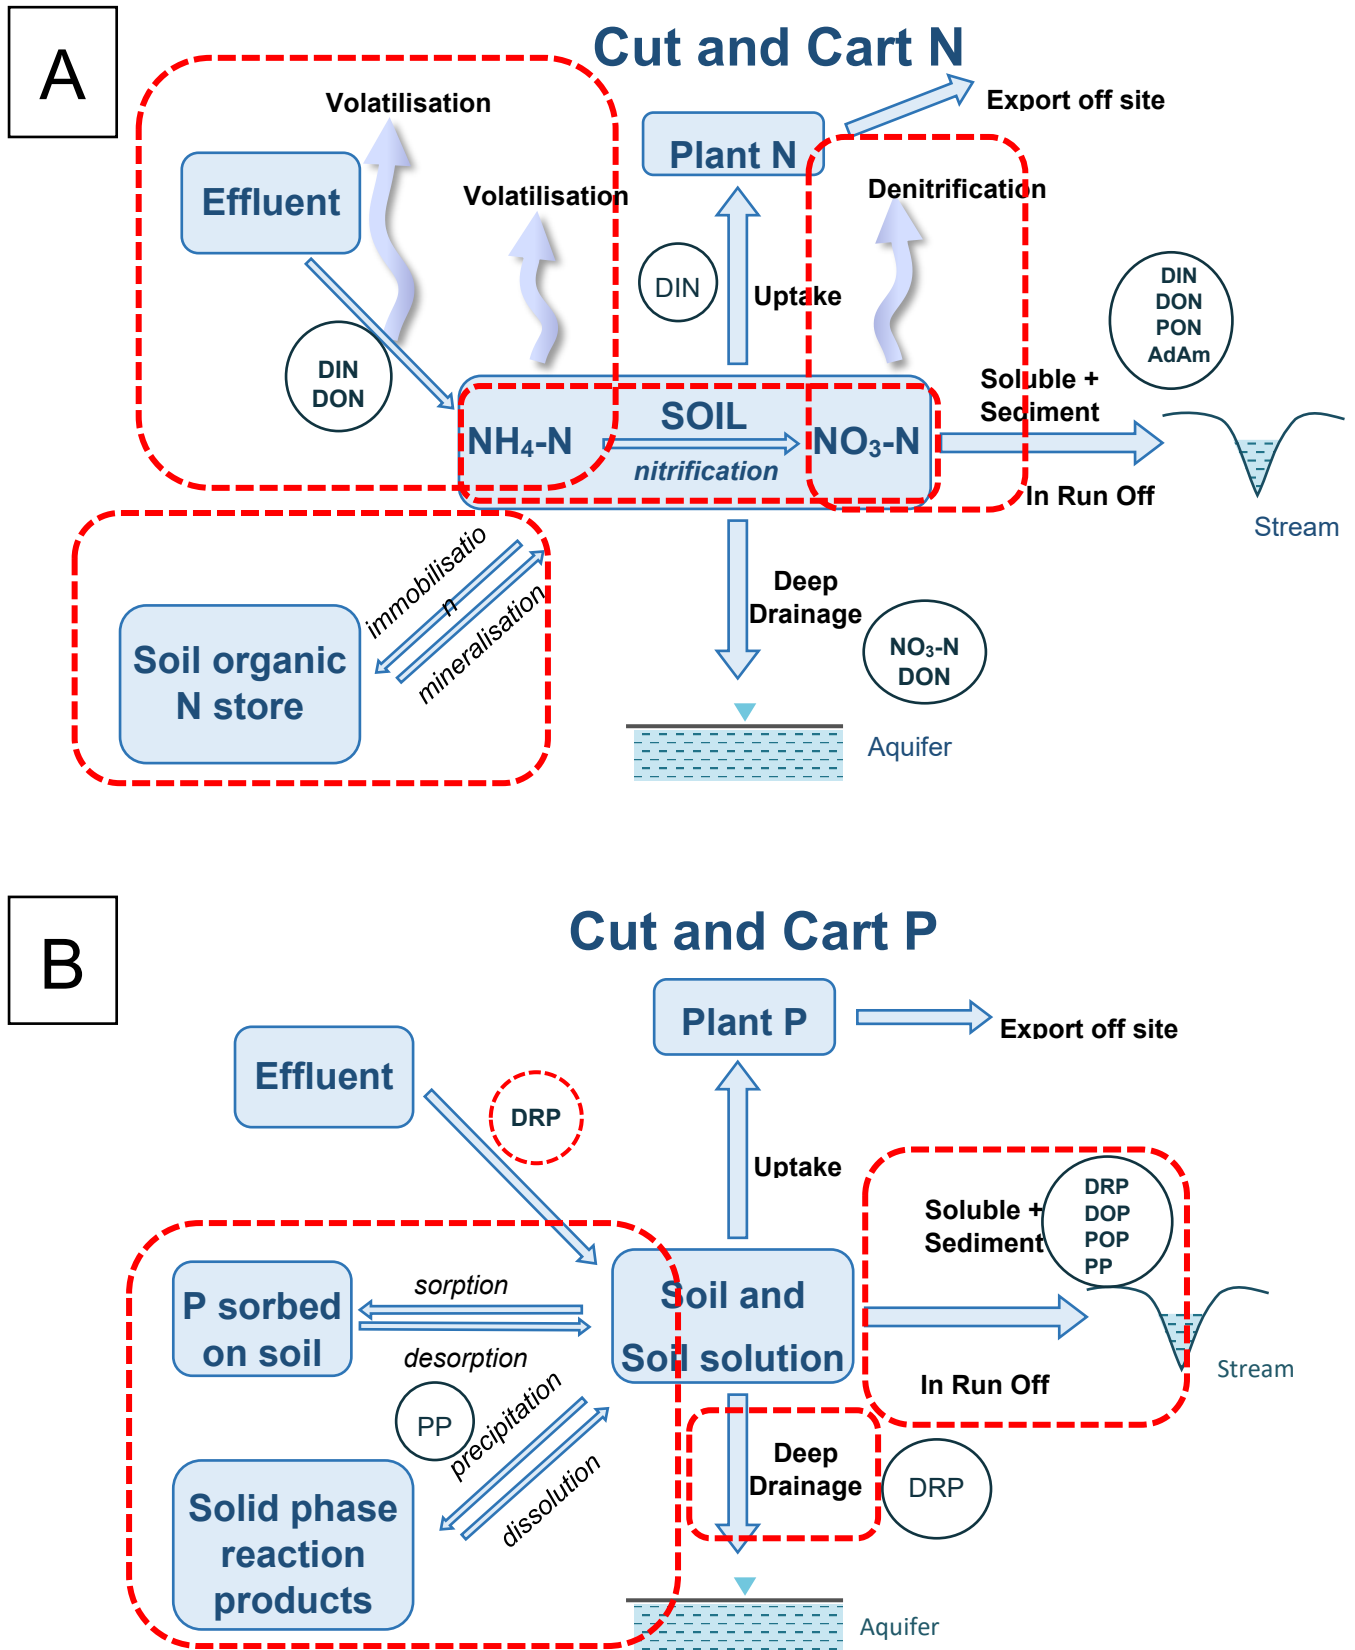 A
Cut and Cart N
Volatilisation
Export off site
Plant N
Effluent
Volatilisation
Denitrification
DIN
Uptake
DIN
DON
PON
AdAm
DIN
DON
SOIL
NH₄-N
nitrification
NO₃-N
Soluble +
Sediment
In Run Off
Stream
immobilisatio
n
mineralisation
Soil organic
N store
Deep
Drainage
NO₃-N
DON
Aquifer
B
Cut and Cart P
Plant P
Export off site
Effluent
DRP
Uptake
Soluble +
Sediment
DRP
DOP
POP
PP
P sorbed
on soil
sorption
desorption
Soil and
Soil solution
In Run Off
Stream
PP
precipitation
dissolution
Solid phase
reaction
products
Deep
Drainage
DRP
Aquifer